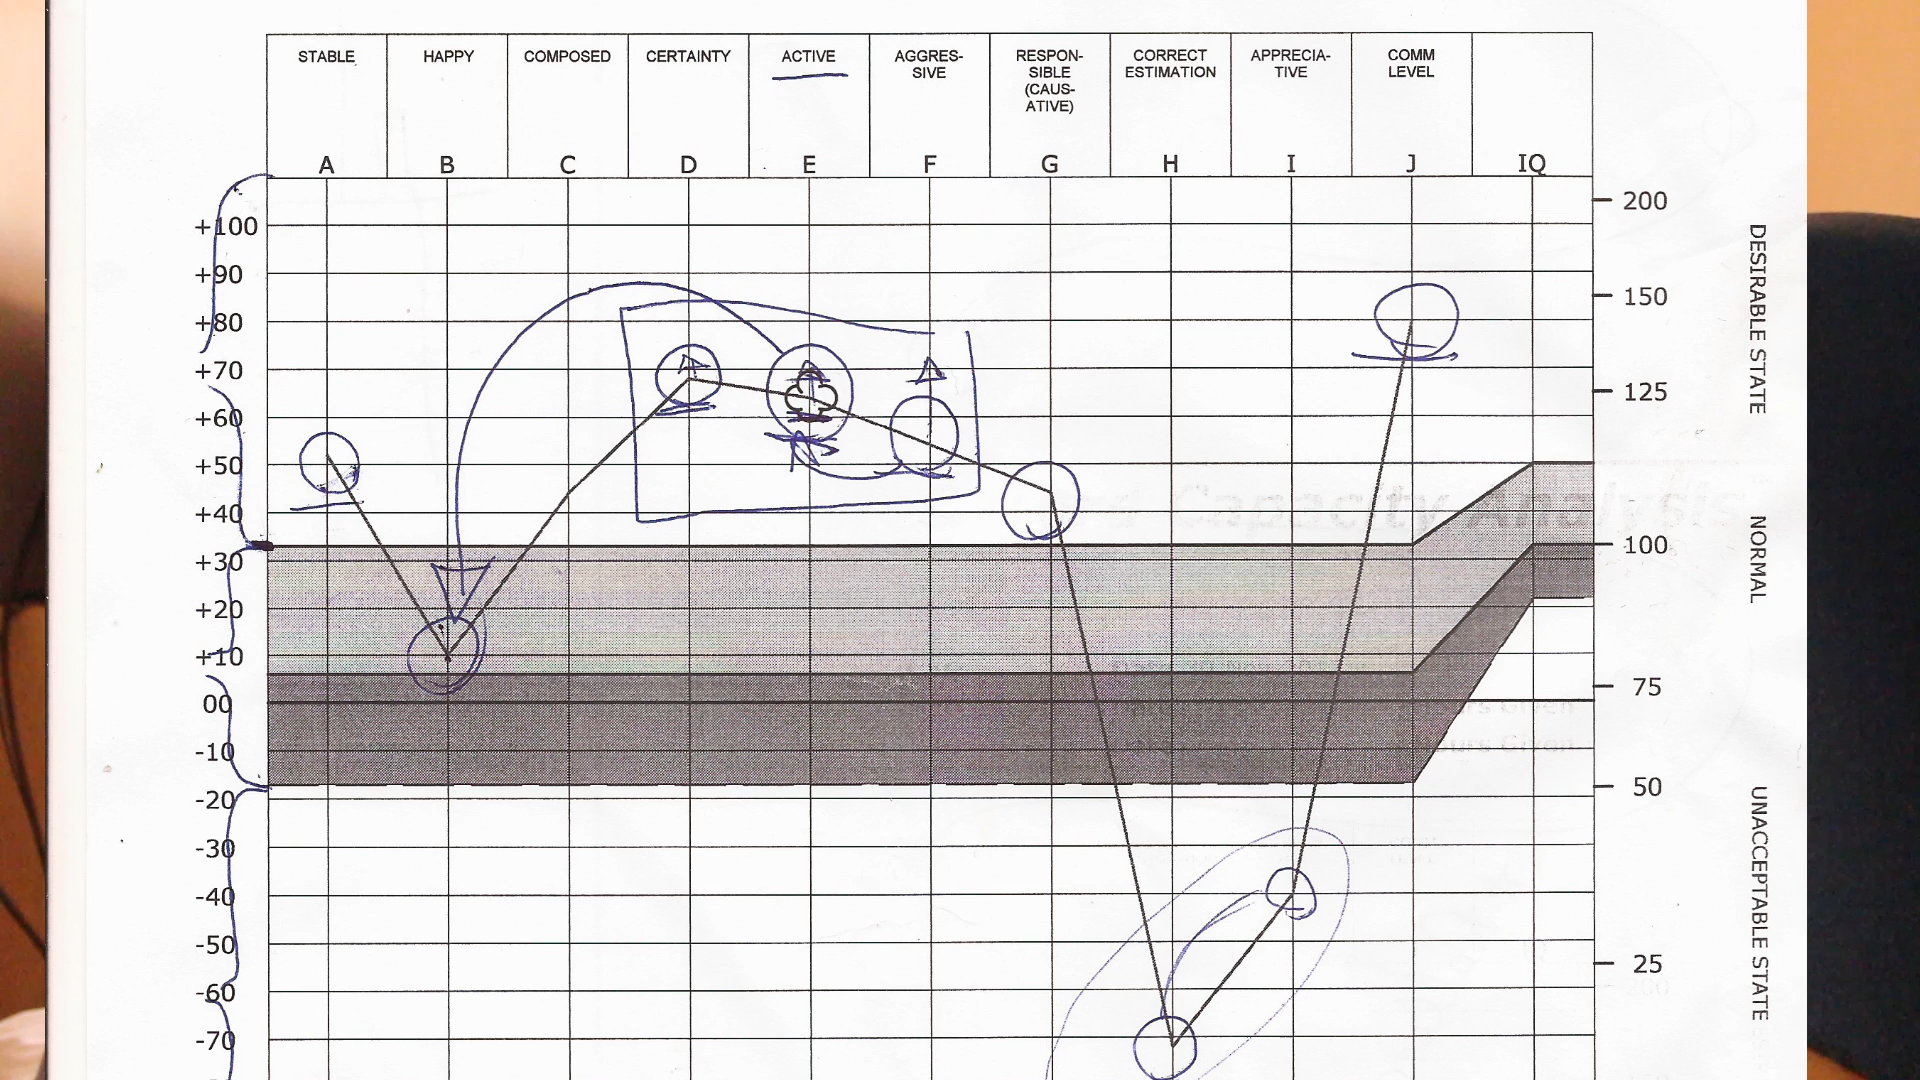 STABLE
HAPPY
COMPOSED
CERTAINTY
ACTIVE
AGGRES-
SIVE
RESPON-
SIBLE
(CAUS-
ATIVE)
CORRECT
ESTIMATION
APPRECIA-
TIVE
COMM
LEVEL
A B C D E F G H I J IQ
+100
+90
+80
+70
+60
+50
+40
+30
+20
+10
00
-10
-20
-30
-40
-50
-60
-70
200
150
125
100
75
50
25
DESIRABLE STATE
NORMAL
UNACCEPTABLE STATE
Capacity Analysis